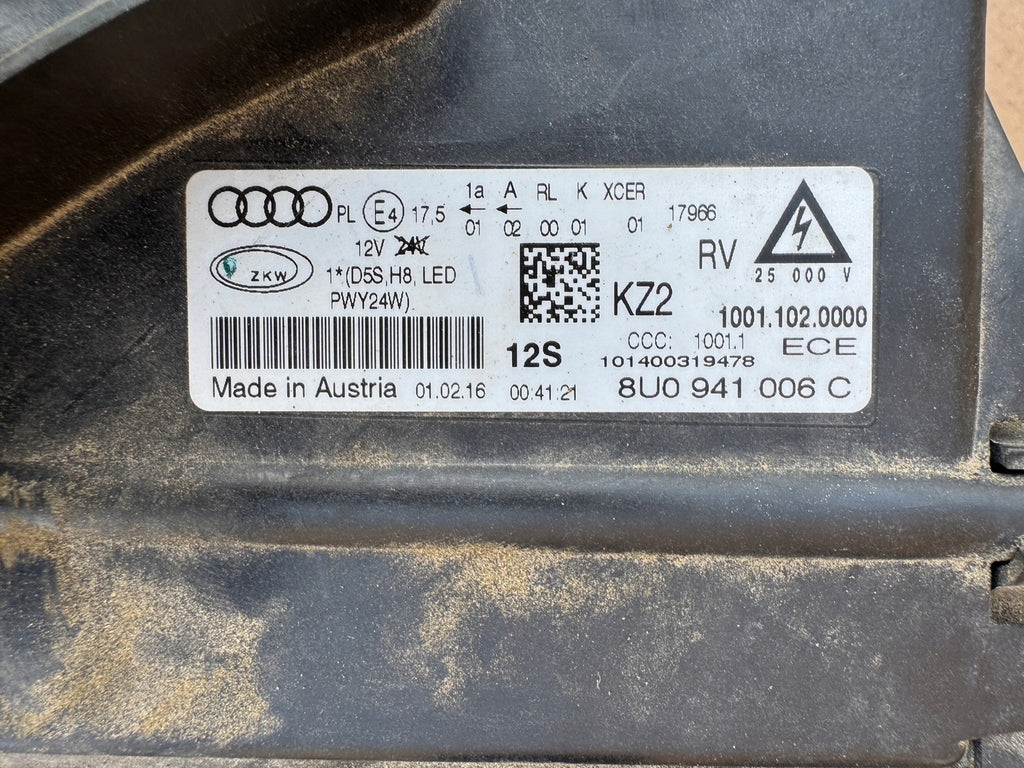 1a A RL K XCER
PL E4 17,5 ← ← 17966
01 02 00 01 01
12V 24V
RV
ZKW 1*(D5S,H8, LED
25 000 V
PWY24W)
KZ2
1001.102.0000
CCC: 1001.1 ECE
12S
101400319478
Made in Austria 01.02.16 00:41:21 8U0 941 006 C